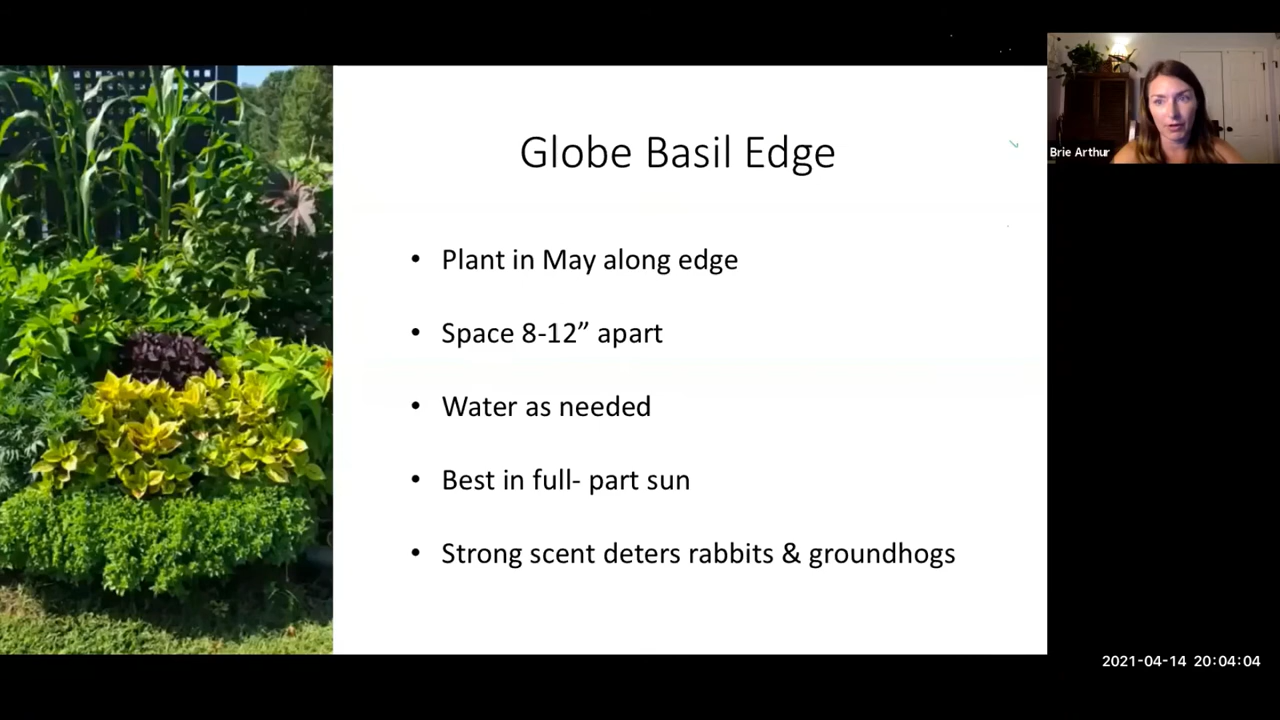 Globe Basil Edge
Brie Arthur
• Plant in May along edge
• Space 8-12” apart
• Water as needed
• Best in full- part sun
• Strong scent deters rabbits & groundhogs
2021-04-14 20:04:04